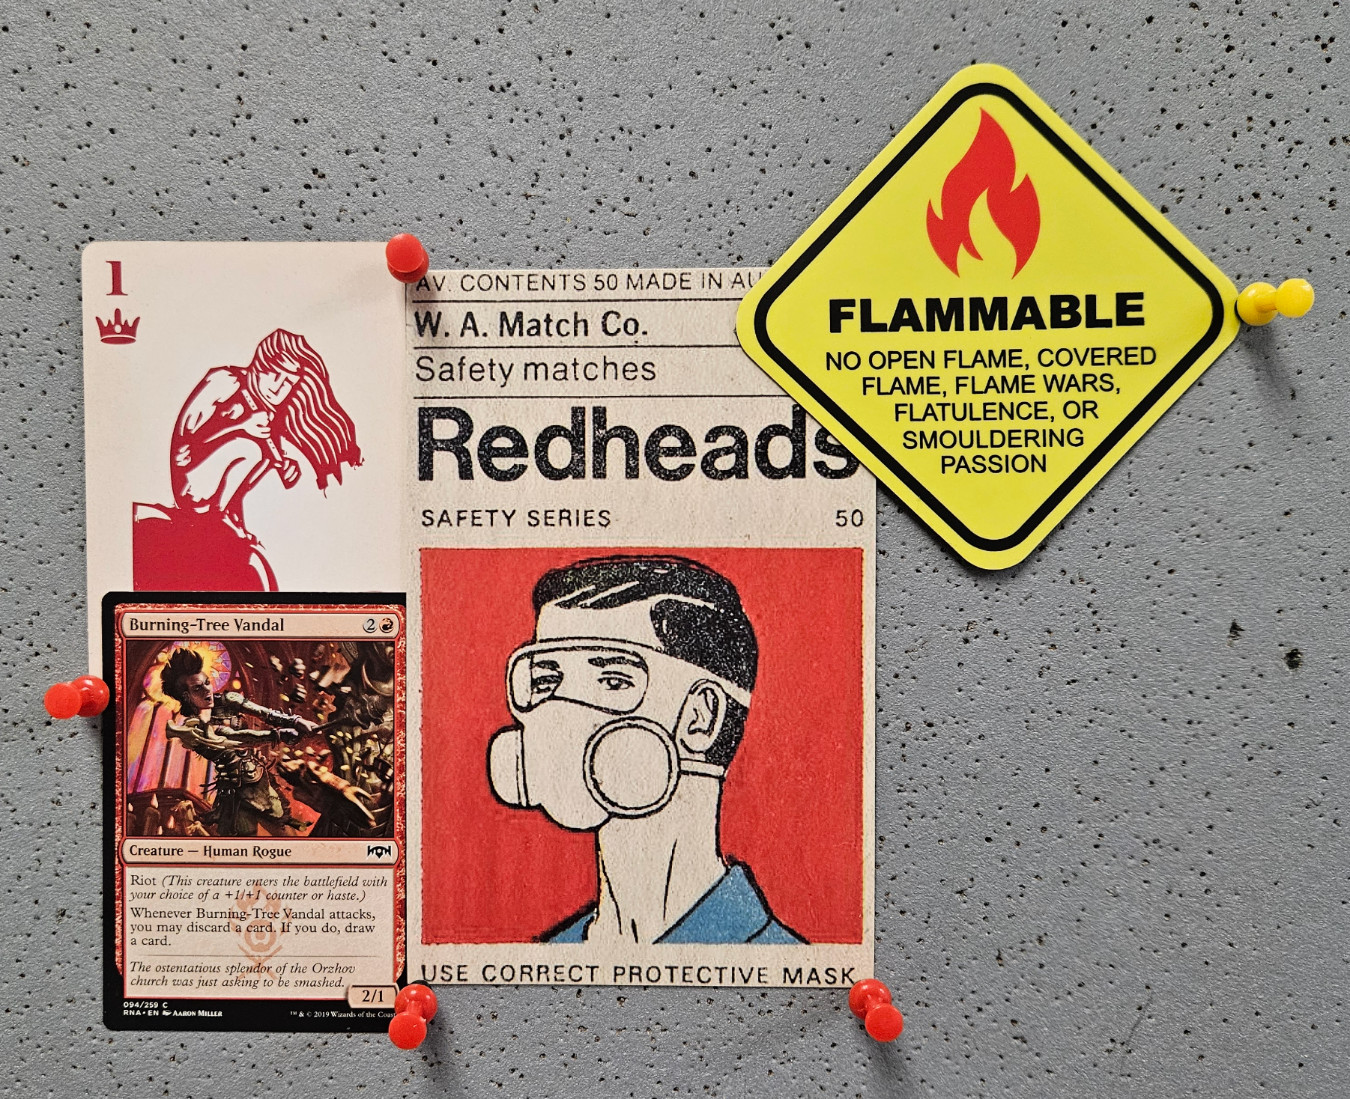 1
AV. CONTENTS 50 MADE IN AU
W. A. Match Co.
Safety matches
Redheads
SAFETY SERIES 50
USE CORRECT PROTECTIVE MASK
FLAMMABLE
NO OPEN FLAME, COVERED
FLAME, FLAME WARS,
FLATULENCE, OR
SMOULDERING
PASSION
Burning-Tree Vandal 2
Creature — Human Rogue
Riot (This creature enters the battlefield with
your choice of a +1/+1 counter or haste.)
Whenever Burning-Tree Vandal attacks,
you may discard a card. If you do, draw
a card.
The ostentatious splendor of the Orzhov
church was just asking to be smashed.
2/1
094/259 C
RNA • EN AARON MILLER
™ & © 2019 Wizards of the Coast